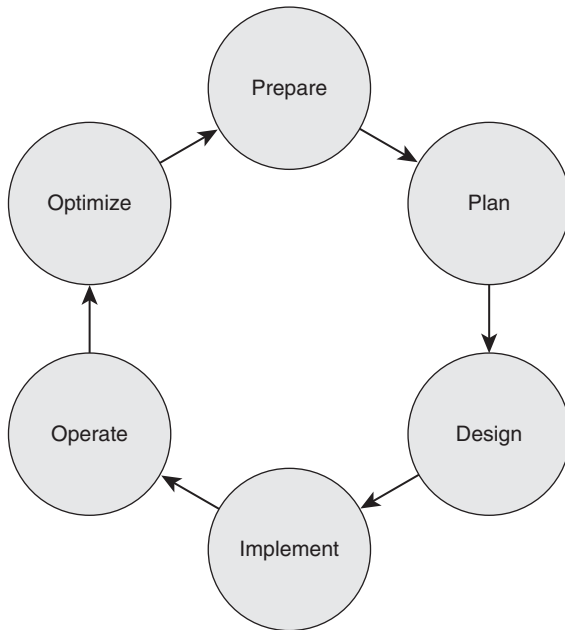 Prepare
Plan
Design
Implement
Operate
Optimize